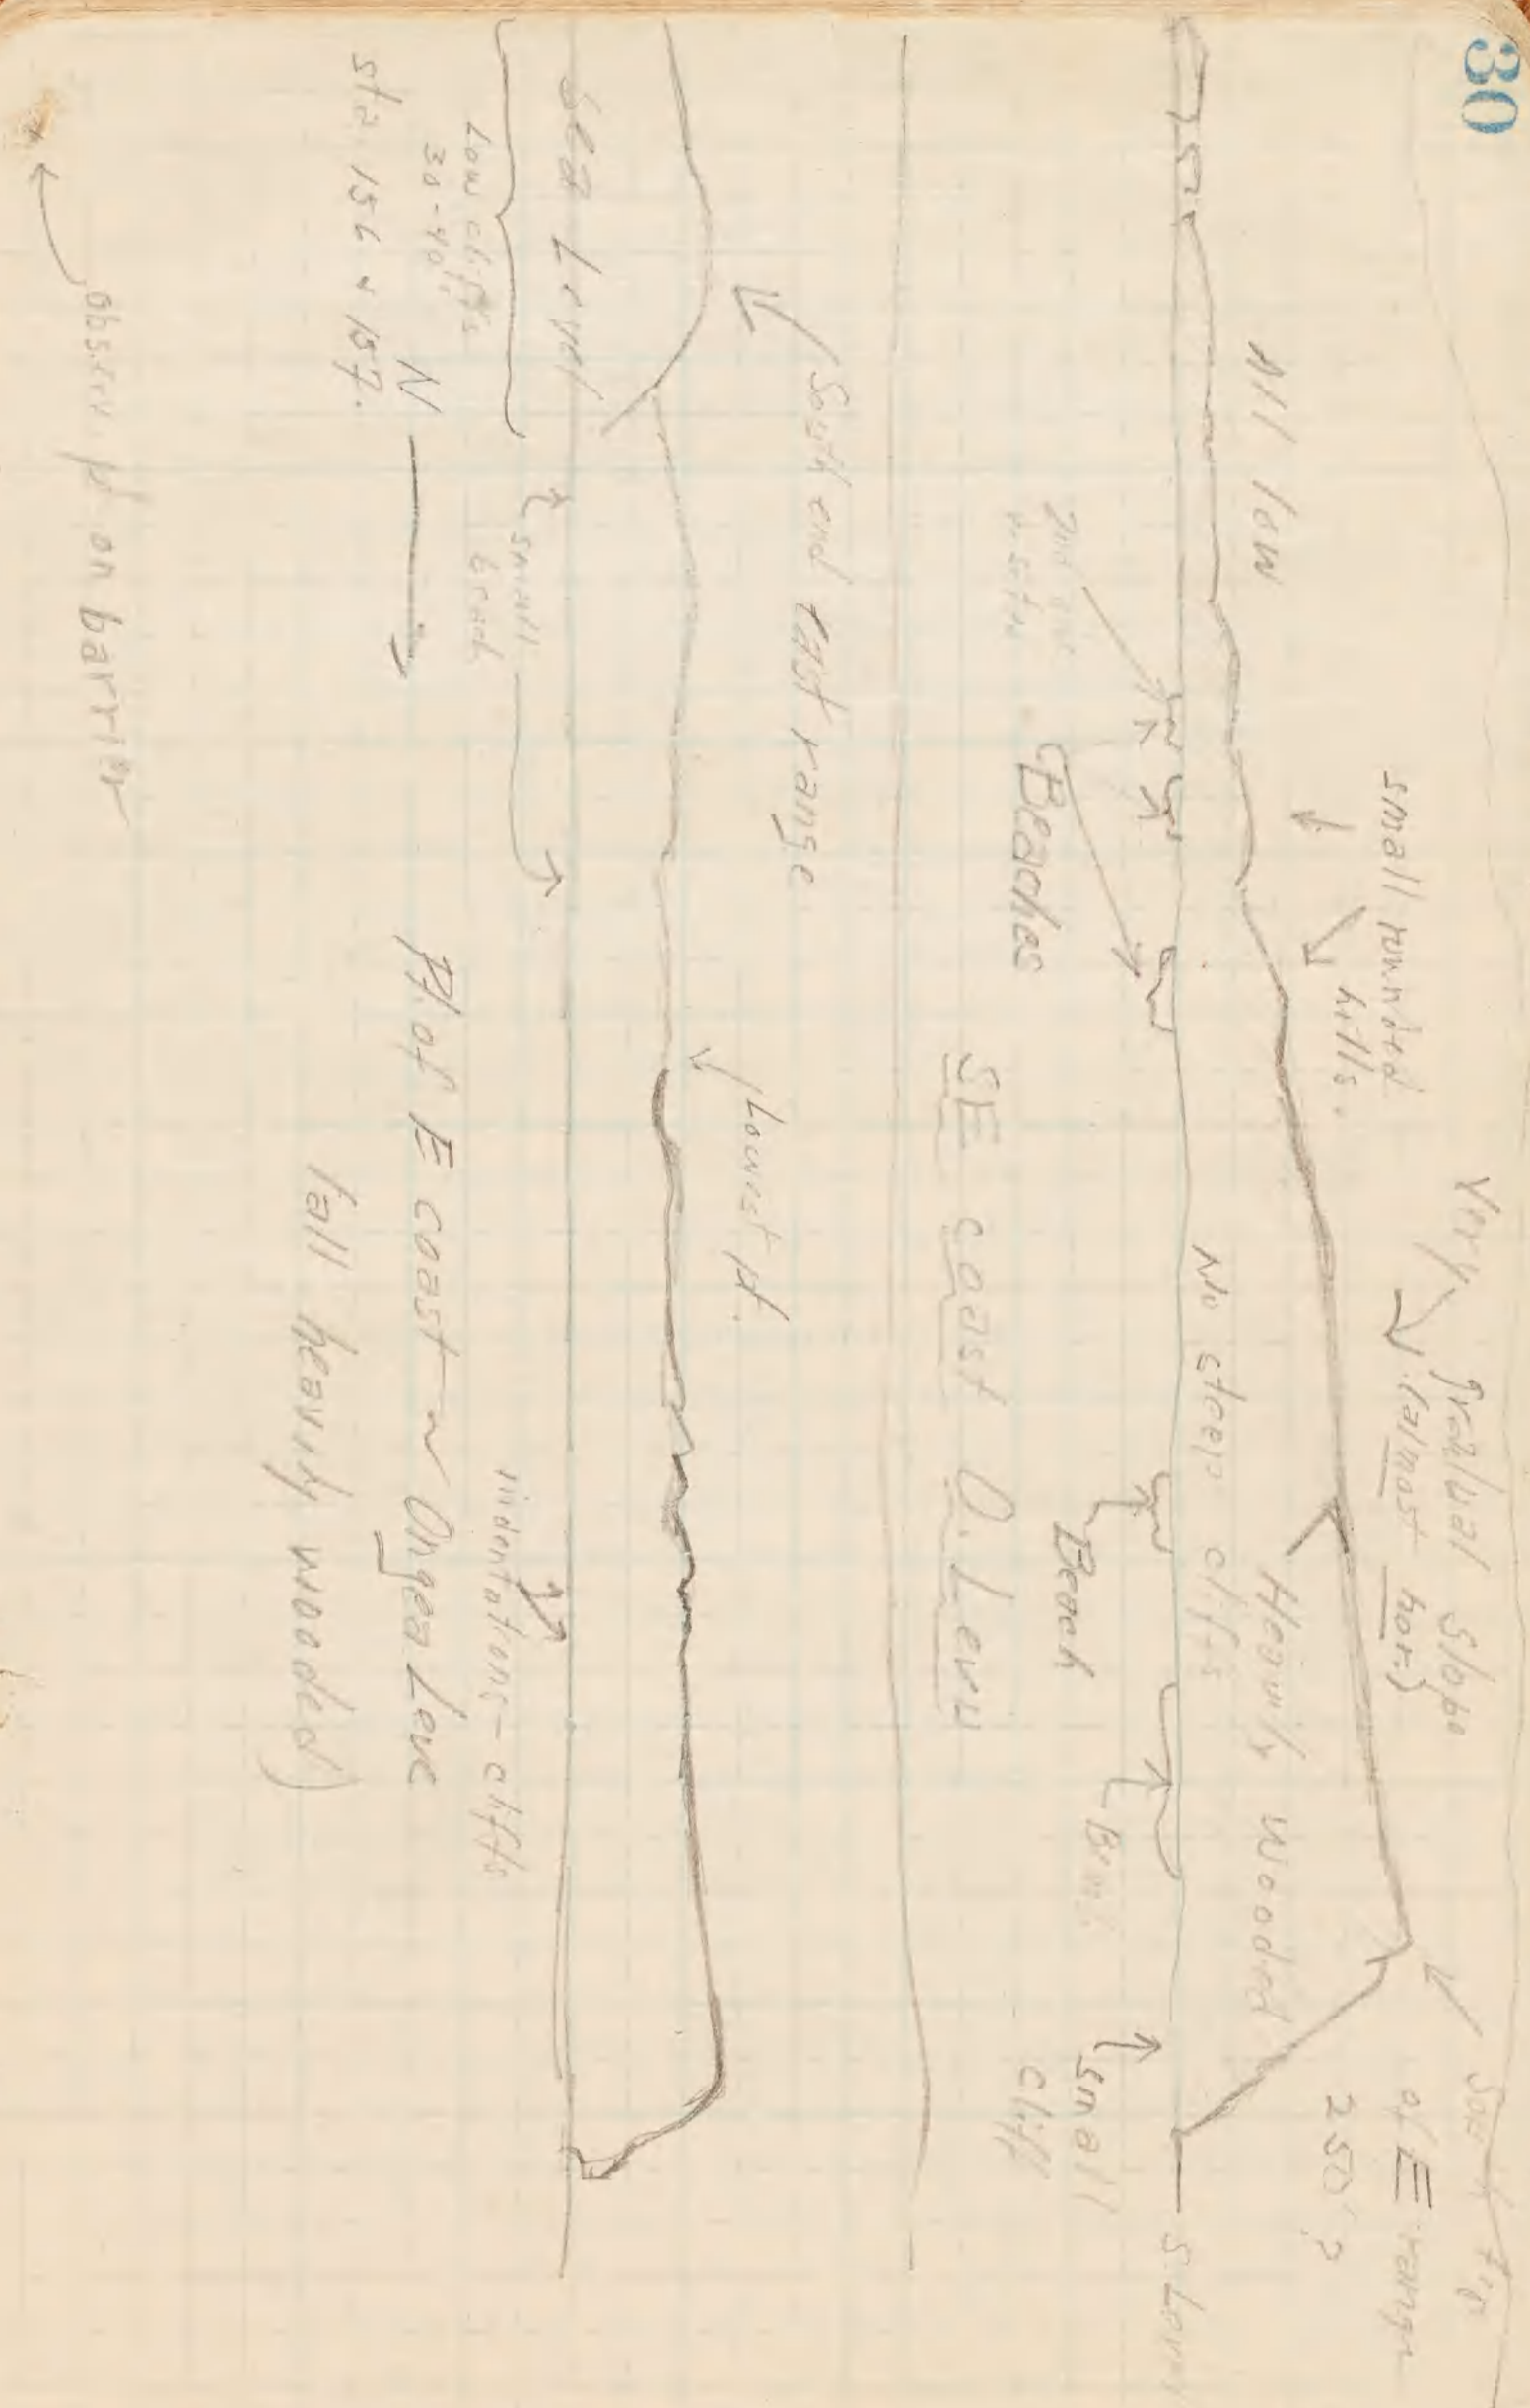 30
South tip
of E range
250'?
Very gradual slope
(almost hor.)
small rounded
hills.
All low
Heavily wooded
No steep cliffs
S. Level
Beaches
Beach
small
cliff
SE coast O. Levu
South end East range
Lowest pt.
Sea Level
Low cliffs
30-40'
small
beach
indentations - cliffs
N
Pt. of E coast ~ Ongea Levu
Sta. 156 & 157.
(all heavily wooded)
observ. pt on barrier